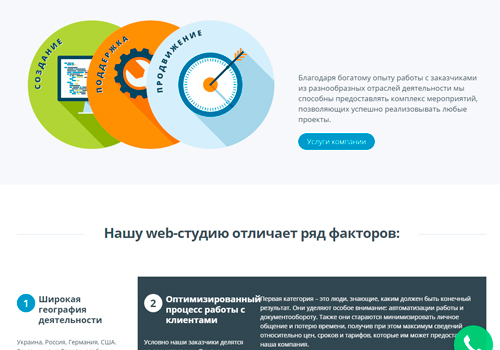 СОЗДАНИЕ
ПОДДЕРЖКА
ПРОДВИЖЕНИЕ
Благодаря богатому опыту работы с заказчиками
из разнообразных отраслей деятельности мы
способны предоставлять комплекс мероприятий,
позволяющих успешно реализовывать любые
проекты.
Услуги компании
Нашу web-студию отличает ряд факторов:
1
Широкая
география
деятельности
Украина, Россия, Германия, США,
2
Оптимизированный
процесс работы с
клиентами
Условно наши заказчики делятся
Первая категория – это люди, знающие, каким должен быть конечный
результат. Они уделяют особое внимание: автоматизации работы и
документообороту. Также они стараются минимизировать личное
общение и потерю времени, получив при этом максимум сведений
относительно цен, сроков и тарифов, которые им может
наша компания.